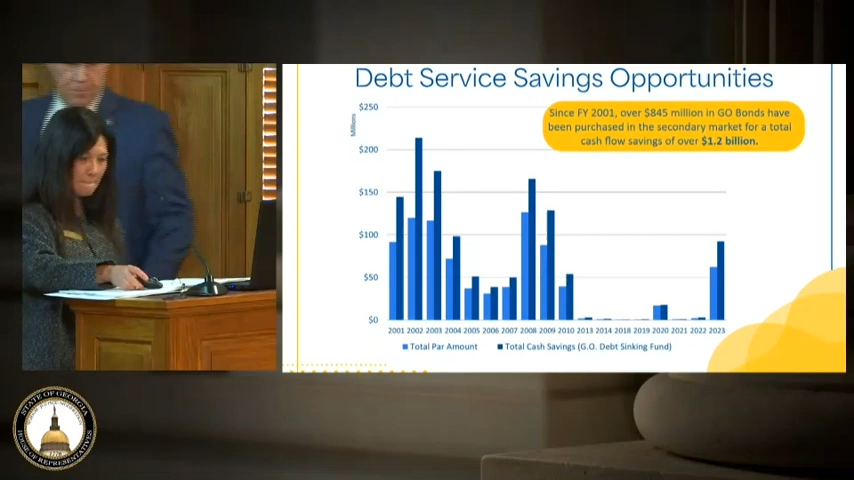 Debt Service Savings Opportunities
Since FY 2001, over $845 million in GO Bonds have
been purchased in the secondary market for a total
cash flow savings of over $1.2 billion.
Millions
$250
$200
$150
$100
$50
$0
2001 2002 2003 2004 2005 2006 2007 2008 2009 2010 2013 2014 2018 2019 2020 2021 2022 2023
Total Par Amount Total Cash Savings (G.O. Debt Sinking Fund)
STATE OF GEORGIA
HOUSE OF REPRESENTATIVES
1776